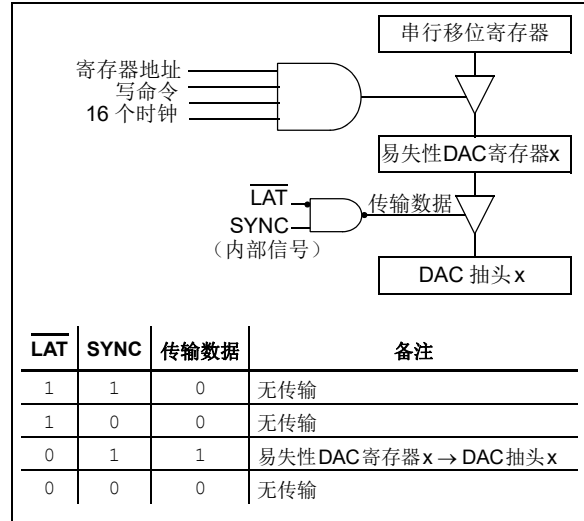 串行移位寄存器
寄存器地址
写命令
16 个时钟
易失性DAC寄存器x
LAT
传输数据
SYNC
（内部信号）
DAC 抽头 x
LAT SYNC 传输数据 备注
1 1 0 无传输
1 0 0 无传输
0 1 1 易失性DAC寄存器x → DAC抽头x
0 0 0 无传输